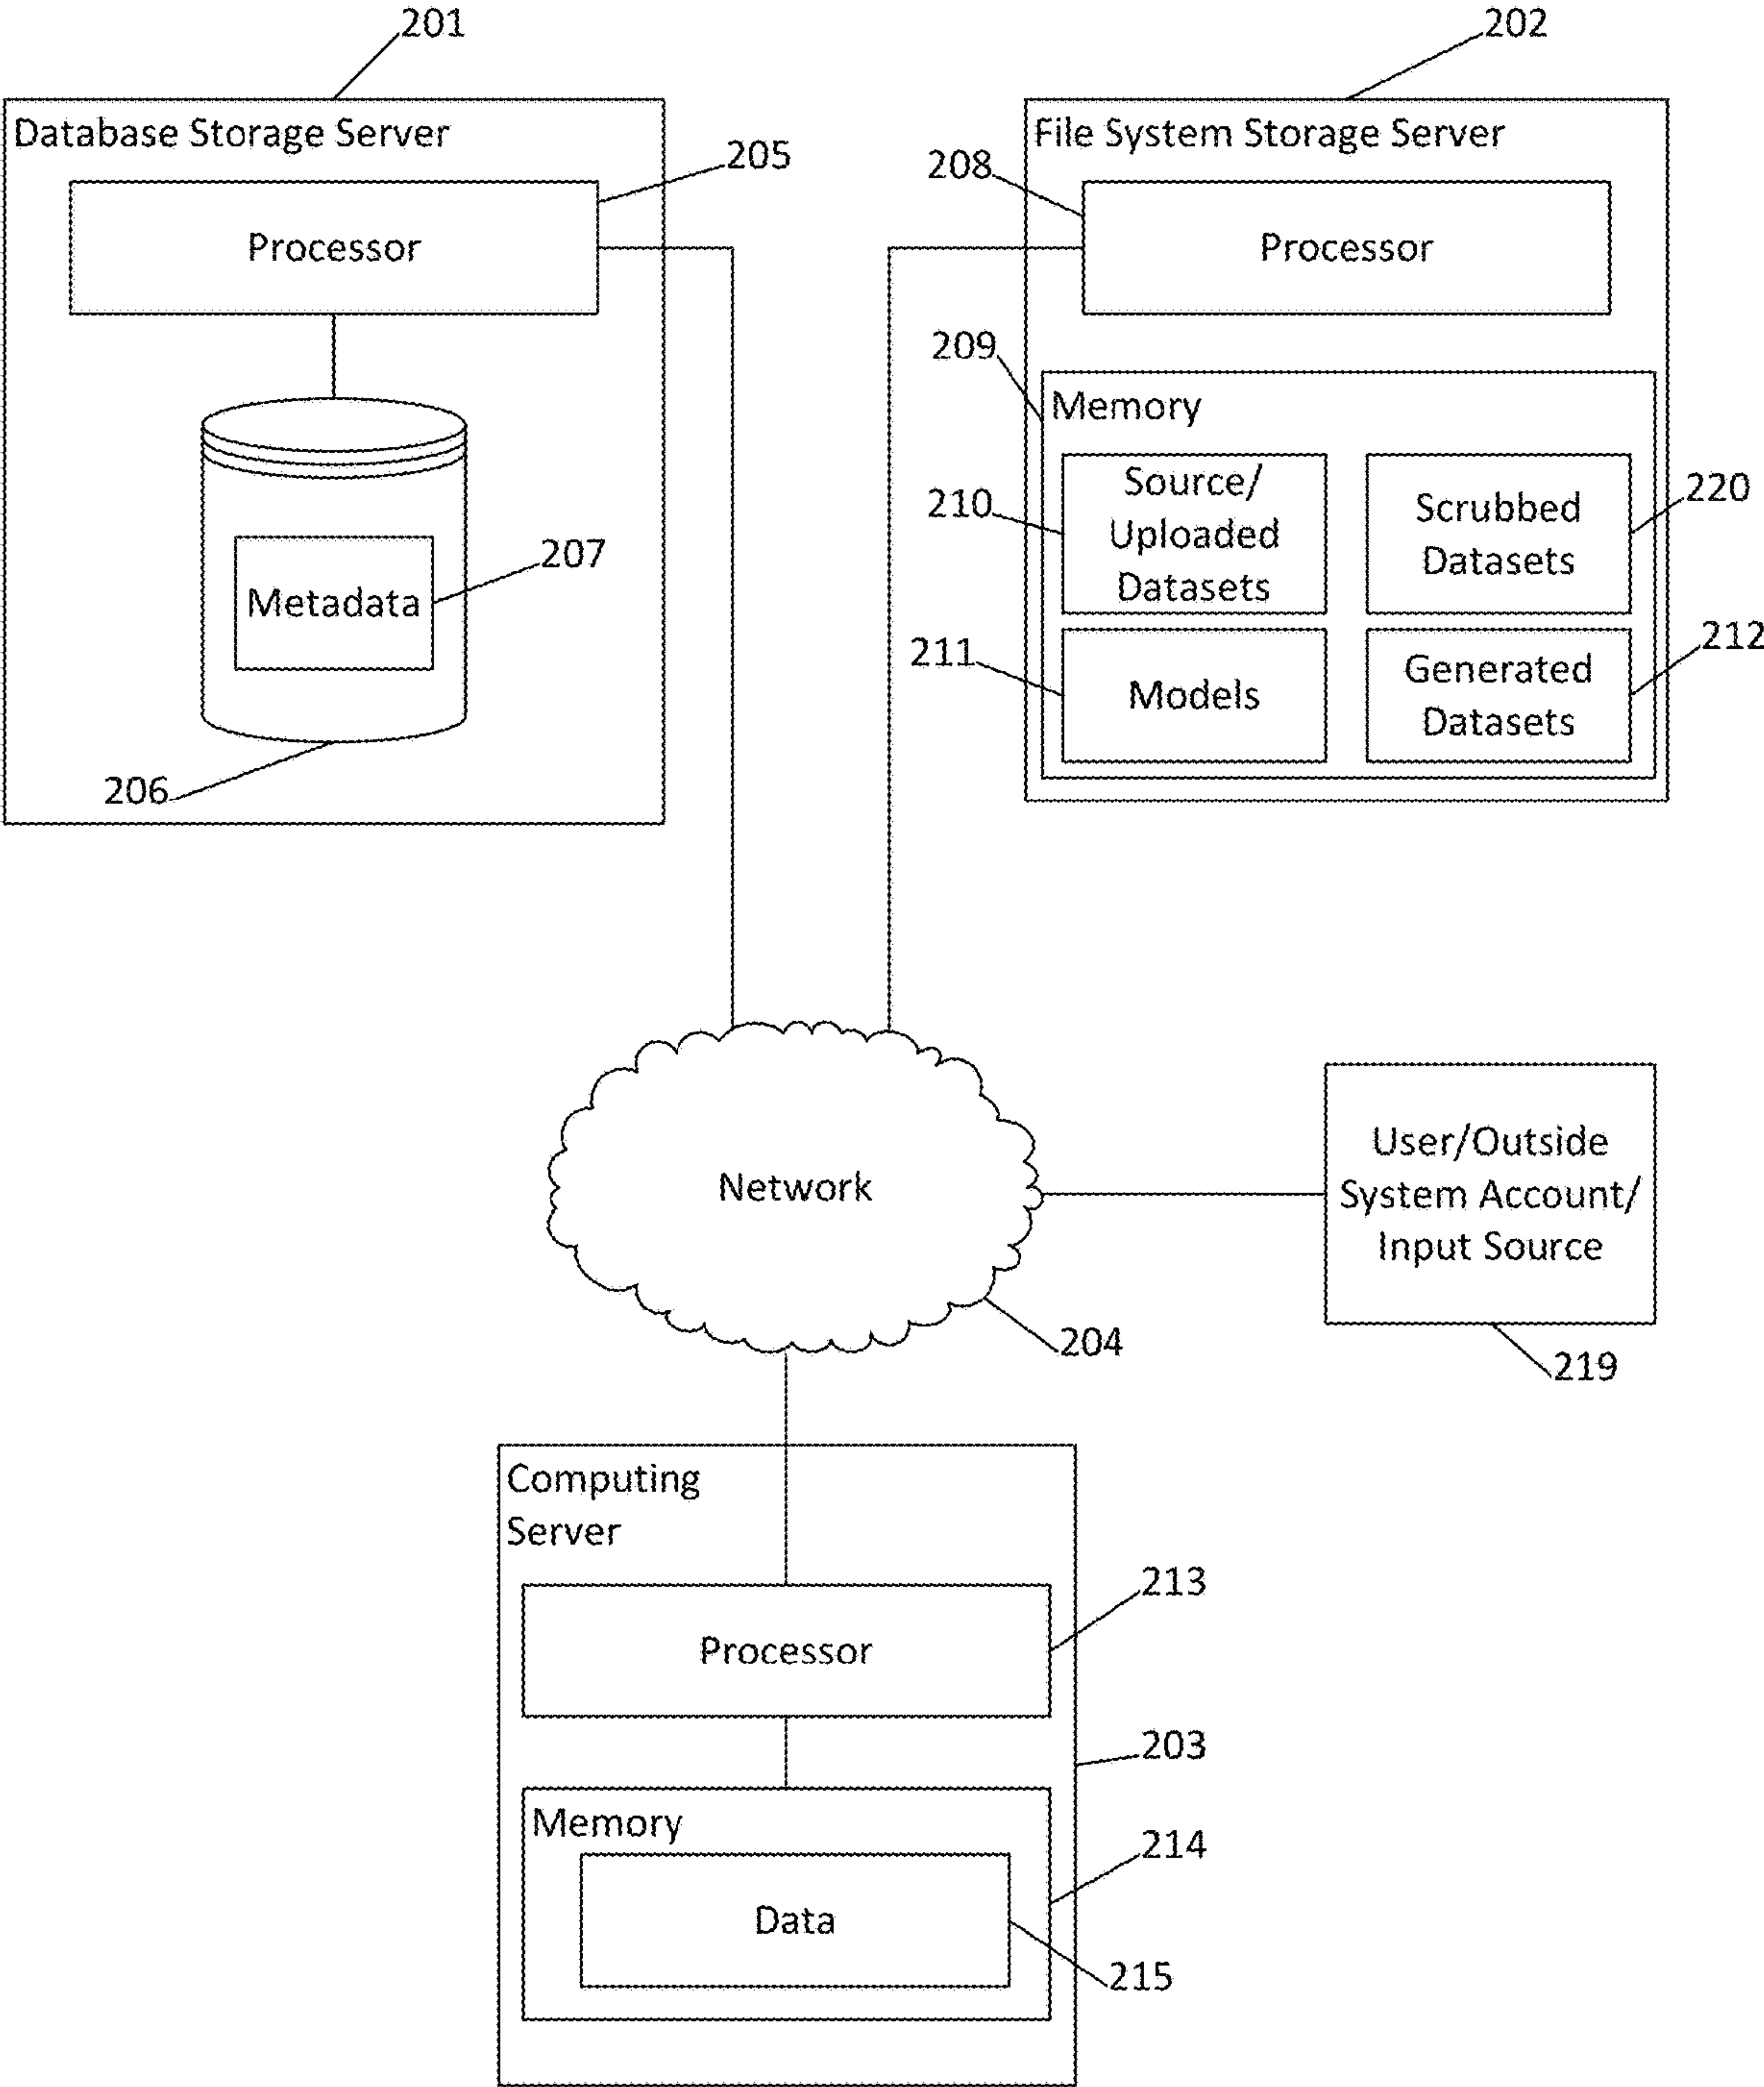 201
202
Database Storage Server
File System Storage Server
205
208
Processor
Processor
209
Memory
210
Source/
Uploaded
Datasets
Scrubbed
Datasets
220
207
Metadata
211
Models
Generated
Datasets
212
206
Network
User/Outside
System Account/
Input Source
204
219
Computing
Server
213
Processor
203
Memory
214
Data
215